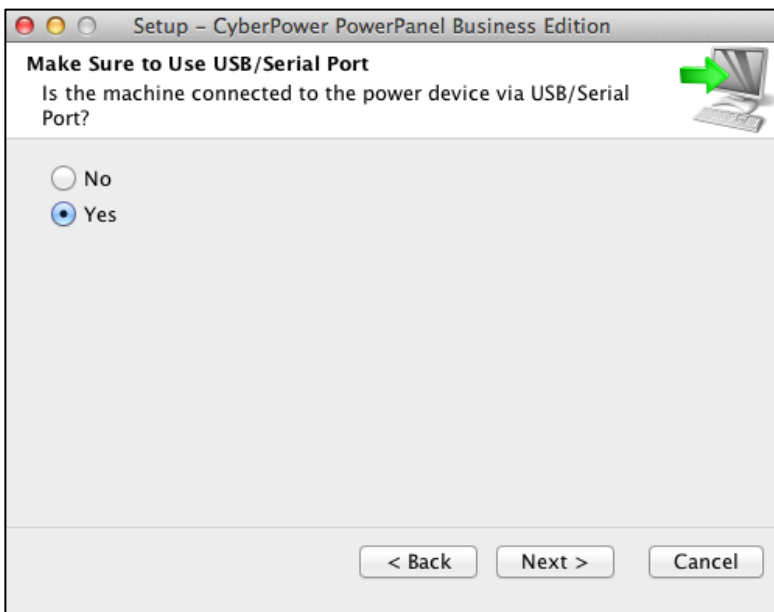 Setup – CyberPower PowerPanel Business Edition
Make Sure to Use USB/Serial Port
Is the machine connected to the power device via USB/Serial
Port?
No
Yes
< Back Next > Cancel